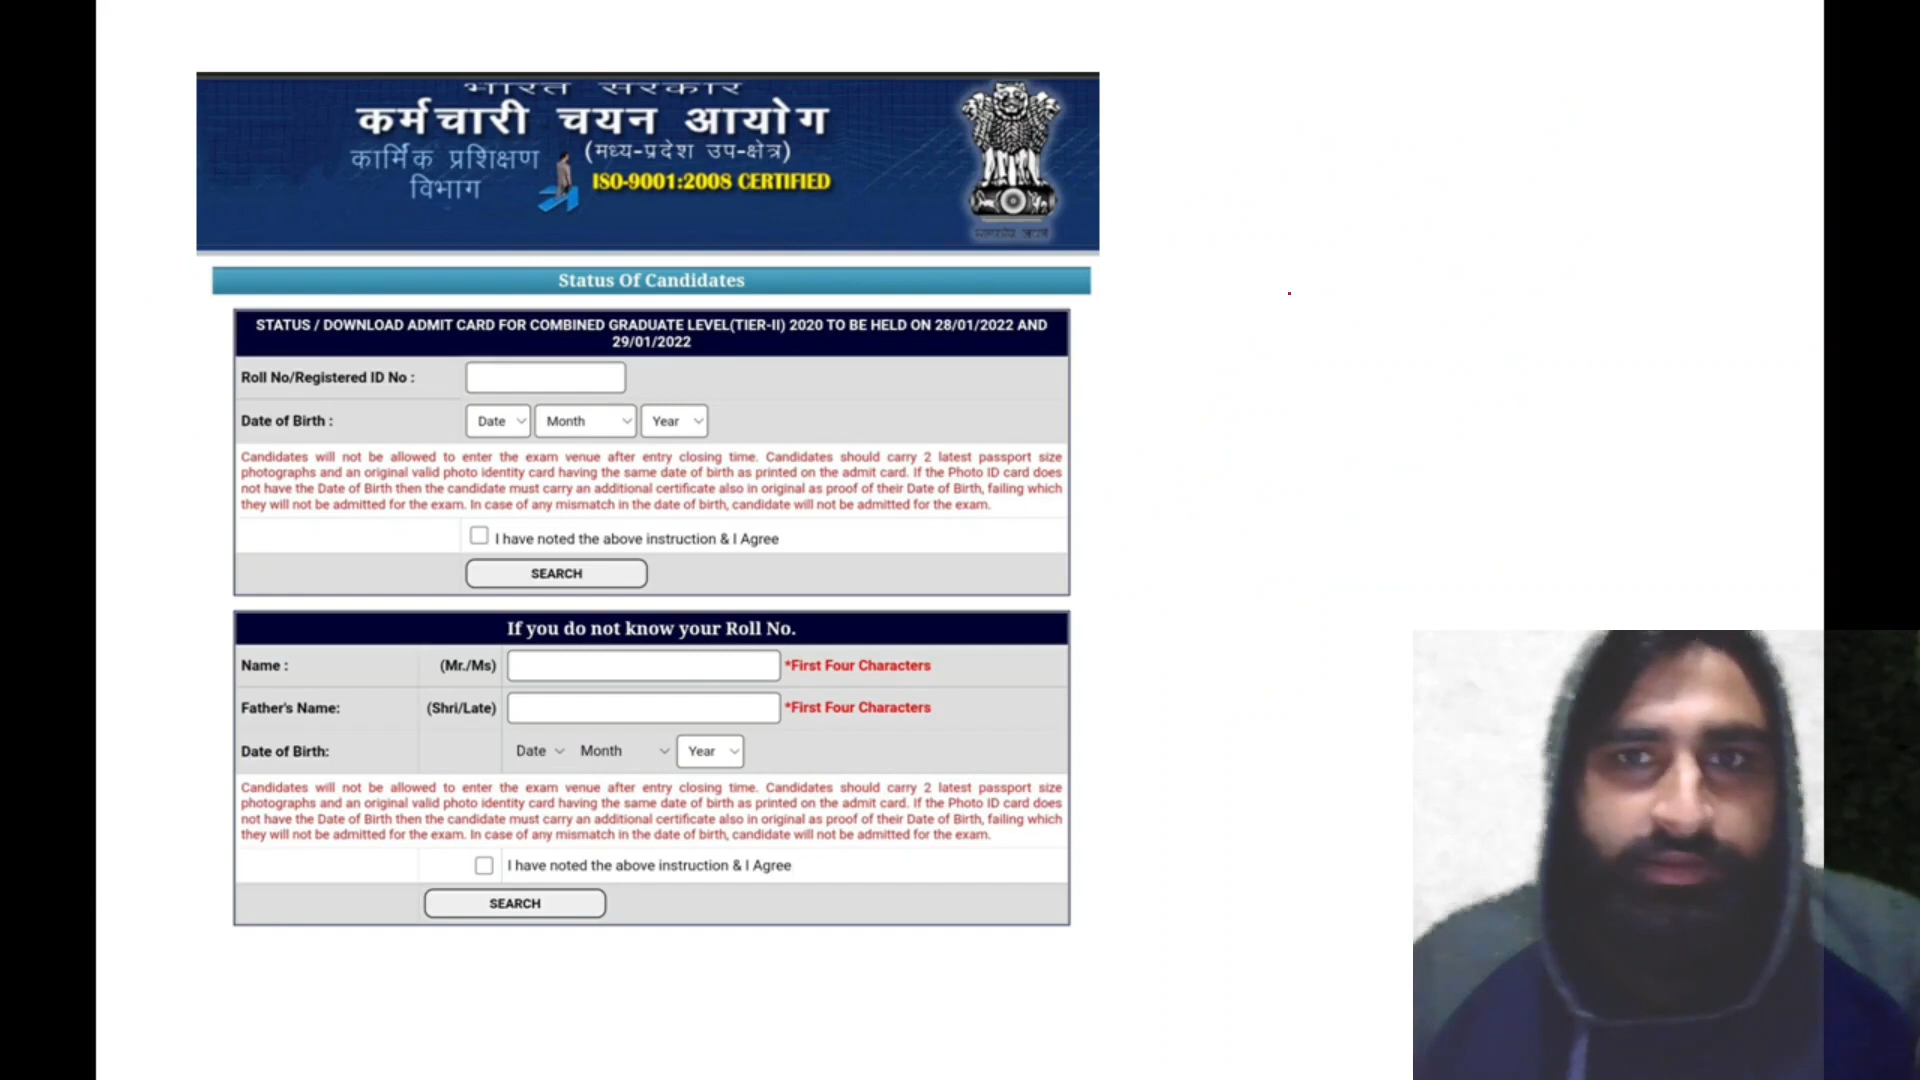 भारत सरकार
कर्मचारी चयन आयोग
कार्मिक प्रशिक्षण
विभाग
(मध्य-प्रदेश उप-क्षेत्र)
ISO-9001:2008 CERTIFIED
Status Of Candidates
STATUS / DOWNLOAD ADMIT CARD FOR COMBINED GRADUATE LEVEL(TIER-II) 2020 TO BE HELD ON 28/01/2022 AND
29/01/2022
Roll No/Registered ID No :
Date of Birth : Date Month Year
Candidates will not be allowed to enter the exam venue after entry closing time. Candidates should carry 2 latest passport size
photographs and an original valid photo identity card having the same date of birth as printed on the admit card. If the Photo ID card does
not have the Date of Birth then the candidate must carry an additional certificate also in original as proof of their Date of Birth, failing which
they will not be admitted for the exam. In case of any mismatch in the date of birth, candidate will not be admitted for the exam.
I have noted the above instruction & I Agree
SEARCH
If you do not know your Roll No.
Name : (Mr./Ms) *First Four Characters
Father's Name: (Shri/Late) *First Four Characters
Date of Birth: Date Month Year
Candidates will not be allowed to enter the exam venue after entry closing time. Candidates should carry 2 latest passport size
photographs and an original valid photo identity card having the same date of birth as printed on the admit card. If the Photo ID card does
not have the Date of Birth then the candidate must carry an additional certificate also in original as proof of their Date of Birth, failing which
they will not be admitted for the exam. In case of any mismatch in the date of birth, candidate will not be admitted for the exam.
I have noted the above instruction & I Agree
SEARCH